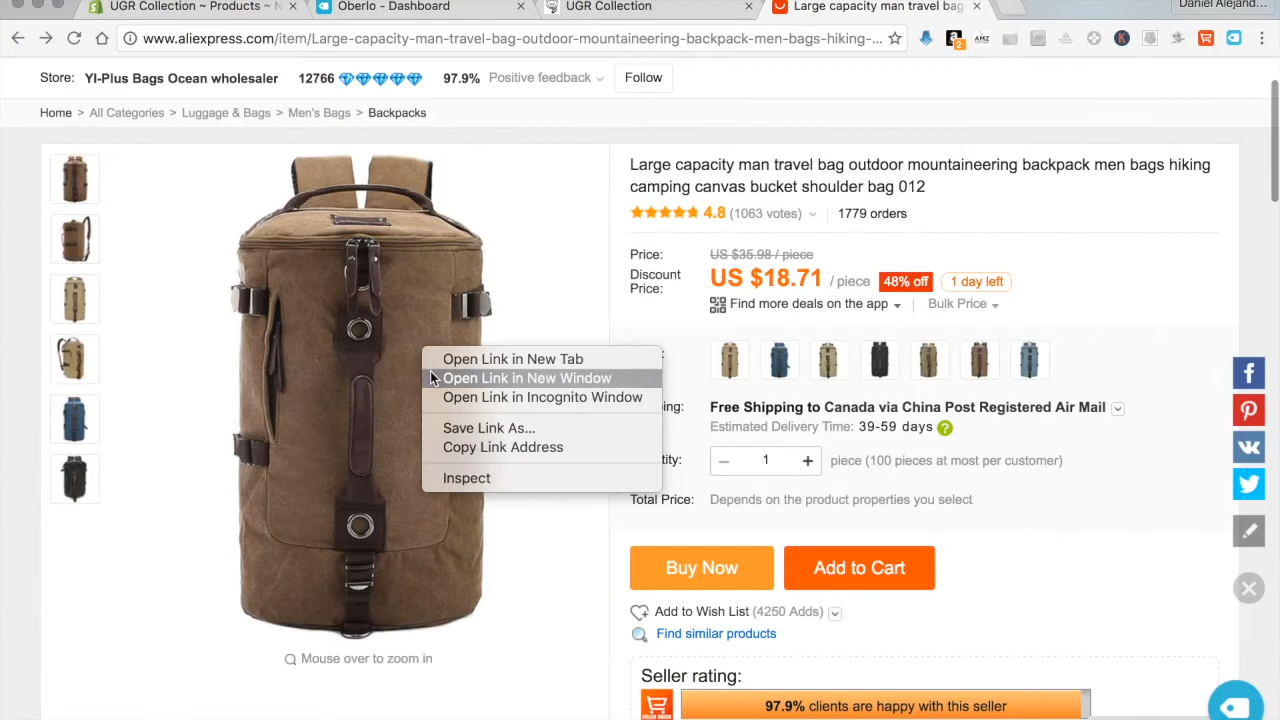 UGR Collection ~ Products ~ N
Oberlo - Dashboard
UGR Collection
Large capacity man travel bag
Daniel Alejand...
www.aliexpress.com/item/Large-capacity-man-travel-bag-outdoor-mountaineering-backpack-men-bags-hiking-...
2
AMZ
K
Store: YI-Plus Bags Ocean wholesaler 12766 97.9% Positive feedback Follow
Home > All Categories > Luggage & Bags > Men's Bags > Backpacks
Large capacity man travel bag outdoor mountaineering backpack men bags hiking
camping canvas bucket shoulder bag 012
4.8 (1063 votes) 1779 orders
Price: US $35.98 / piece
Discount
Price:
US $18.71 / piece 48% off 1 day left
Find more deals on the app Bulk Price
Open Link in New Tab
Open Link in New Window
Open Link in Incognito Window
Save Link As...
Copy Link Address
Inspect
ping: Free Shipping to Canada via China Post Registered Air Mail
Estimated Delivery Time: 39-59 days ?
tity: − 1 + piece (100 pieces at most per customer)
Total Price: Depends on the product properties you select
Buy Now Add to Cart
Add to Wish List (4250 Adds)
Find similar products
Mouse over to zoom in
Seller rating:
97.9% clients are happy with this seller